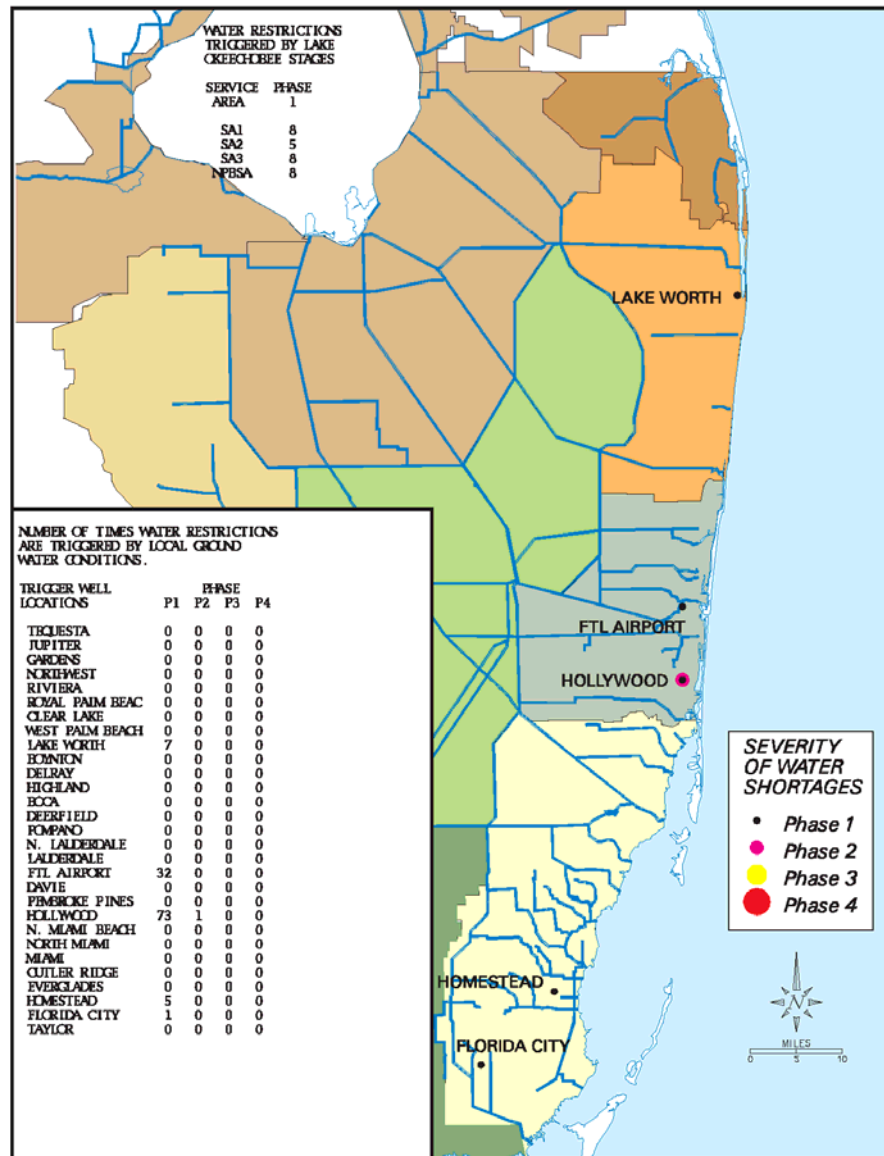 WATER RESTRICTIONS
TRIGGERED BY LAKE
OKEECHOBEE STAGES
SERVICE PHASE
AREA 1
SA1 8
SA2 5
SA3 8
NPBSA 8
LAKE WORTH
FTL AIRPORT
HOLLYWOOD
HOMESTEAD
FLORIDA CITY
NUMBER OF TIMES WATER RESTRICTIONS
ARE TRIGGERED BY LOCAL GROUND
WATER CONDITIONS.
TRIGGER WELL PHASE
LOCATIONS P1 P2 P3 P4
TEQUESTA 0 0 0 0
JUPITER 0 0 0 0
GARDENS 0 0 0 0
NORTHWEST 0 0 0 0
RIVIERA 0 0 0 0
ROYAL PALM BEAC 0 0 0 0
CLEAR LAKE 0 0 0 0
WEST PALM BEACH 0 0 0 0
LAKE WORTH 7 0 0 0
BOYNTON 0 0 0 0
DELRAY 0 0 0 0
HIGHLAND 0 0 0 0
BOCA 0 0 0 0
DEERFIELD 0 0 0 0
POMPANO 0 0 0 0
N. LAUDERDALE 0 0 0 0
LAUDERDALE 0 0 0 0
FTL AIRPORT 32 0 0 0
DAVIE 0 0 0 0
PEMBROKE PINES 0 0 0 0
HOLLYWOOD 73 1 0 0
N. MIAMI BEACH 0 0 0 0
NORTH MIAMI 0 0 0 0
MIAMI 0 0 0 0
CUTLER RIDGE 0 0 0 0
EVERGLADES 0 0 0 0
HOMESTEAD 5 0 0 0
FLORIDA CITY 1 0 0 0
TAYLOR 0 0 0 0
SEVERITY
OF WATER
SHORTAGES
Phase 1
Phase 2
Phase 3
Phase 4
N
MILES
0 5 10